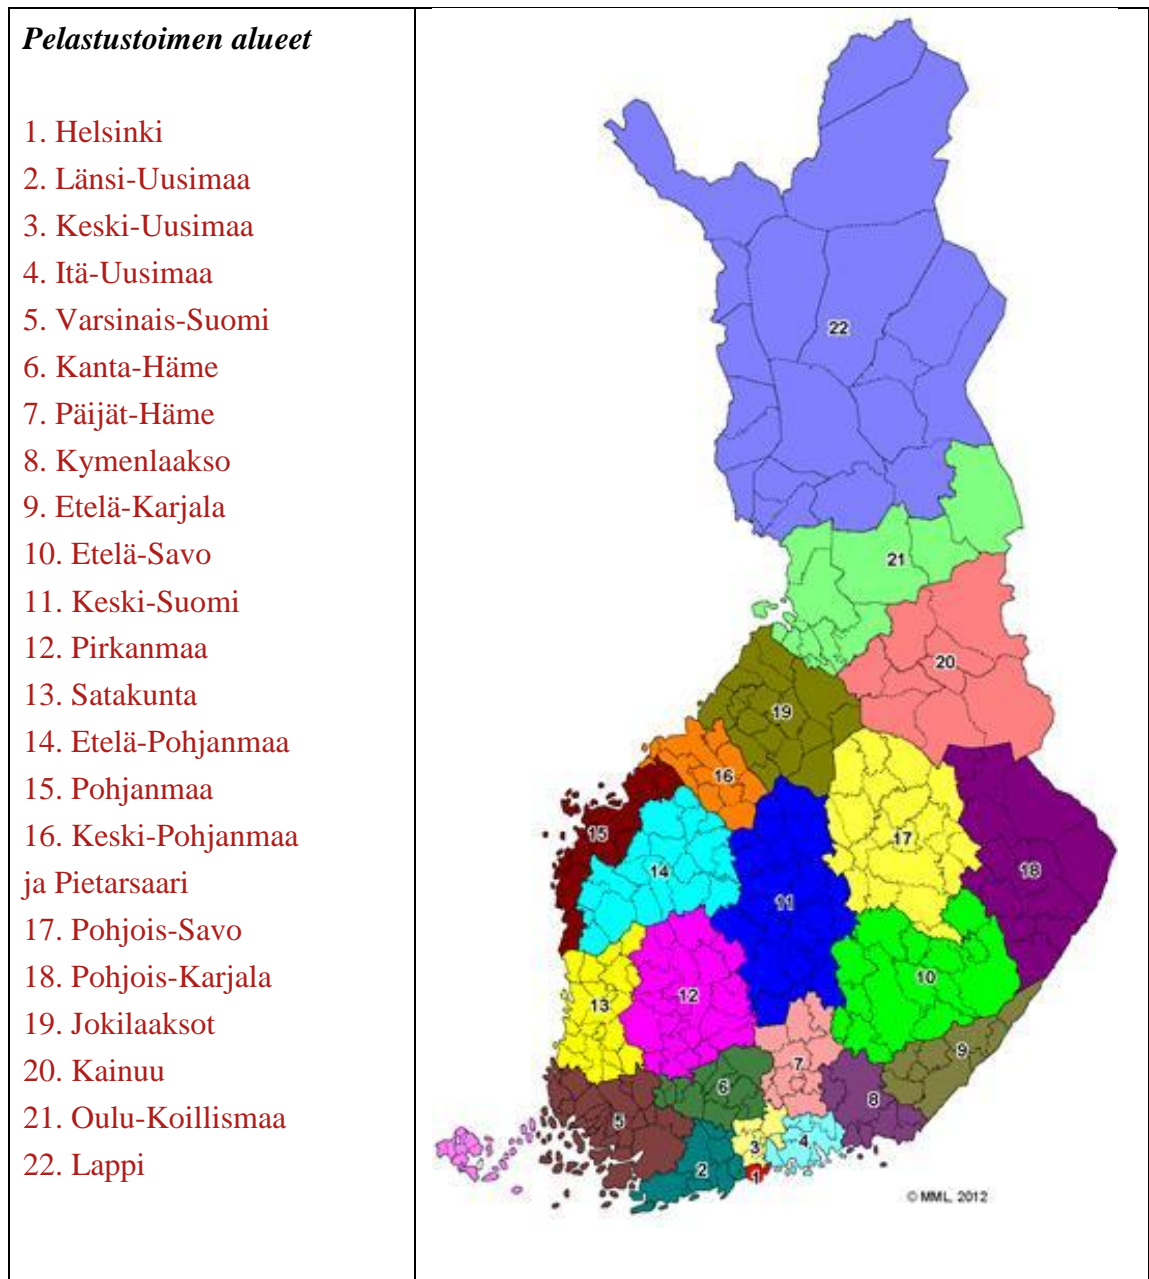 Pelastustoimen alueet
1. Helsinki
2. Länsi-Uusimaa
3. Keski-Uusimaa
4. Itä-Uusimaa
5. Varsinais-Suomi
6. Kanta-Häme
7. Päijät-Häme
8. Kymenlaakso
9. Etelä-Karjala
10. Etelä-Savo
11. Keski-Suomi
12. Pirkanmaa
13. Satakunta
14. Etelä-Pohjanmaa
15. Pohjanmaa
16. Keski-Pohjanmaa
ja Pietarsaari
17. Pohjois-Savo
18. Pohjois-Karjala
19. Jokilaaksot
20. Kainuu
21. Oulu-Koillismaa
22. Lappi
22
21
20
19
16
15
17
14
18
11
10
12
13
9
7
6
8
5
4
3
2
1
© MML, 2012